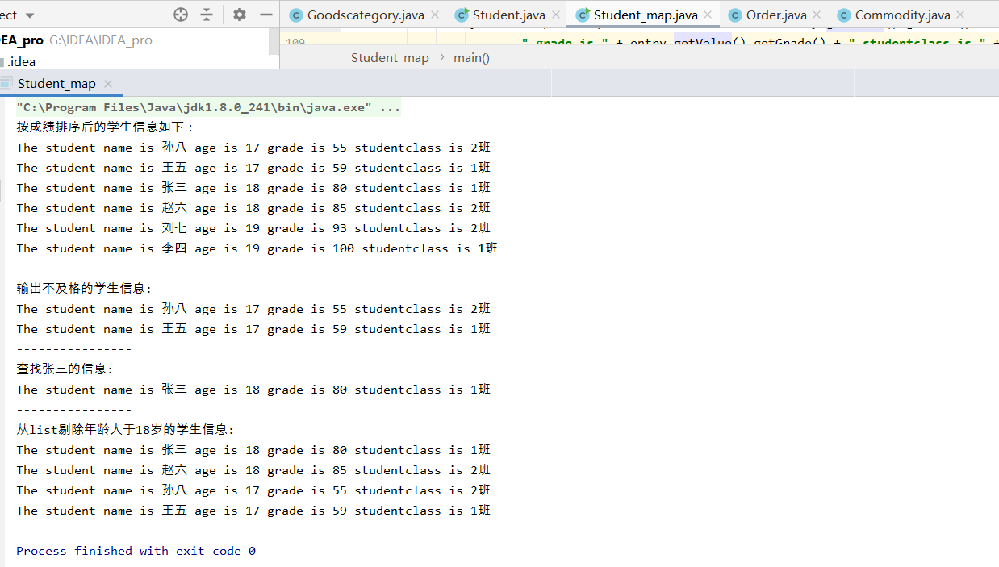 ect
Goodscategory.java Student.java Student_map.java Order.java Commodity.java
EA_pro G:\IDEA\IDEA_pro
109 " grade is " + entry.getValue().getGrade() + " studentclass is " +
.idea
Student_map main()
Student_map
"C:\Program Files\Java\jdk1.8.0_241\bin\java.exe" ...
按成绩排序后的学生信息如下：
The student name is 孙八 age is 17 grade is 55 studentclass is 2班
The student name is 王五 age is 17 grade is 59 studentclass is 1班
The student name is 张三 age is 18 grade is 80 studentclass is 1班
The student name is 赵六 age is 18 grade is 85 studentclass is 2班
The student name is 刘七 age is 19 grade is 93 studentclass is 2班
The student name is 李四 age is 19 grade is 100 studentclass is 1班
----------------
输出不及格的学生信息:
The student name is 孙八 age is 17 grade is 55 studentclass is 2班
The student name is 王五 age is 17 grade is 59 studentclass is 1班
----------------
查找张三的信息:
The student name is 张三 age is 18 grade is 80 studentclass is 1班
----------------
从list剔除年龄大于18岁的学生信息:
The student name is 张三 age is 18 grade is 80 studentclass is 1班
The student name is 赵六 age is 18 grade is 85 studentclass is 2班
The student name is 孙八 age is 17 grade is 55 studentclass is 2班
The student name is 王五 age is 17 grade is 59 studentclass is 1班
Process finished with exit code 0